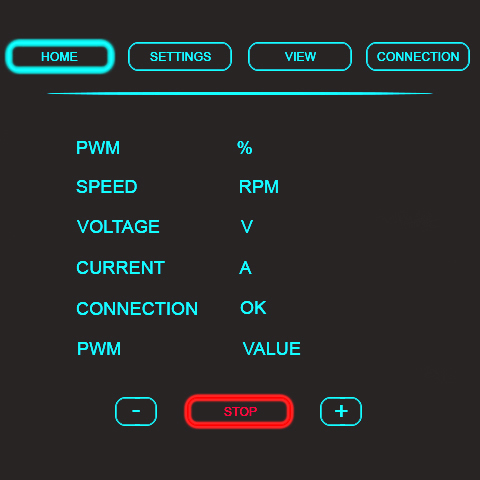 HOME SETTINGS VIEW CONNECTION
PWM %
SPEED RPM
VOLTAGE V
CURRENT A
CONNECTION OK
PWM VALUE
- STOP +